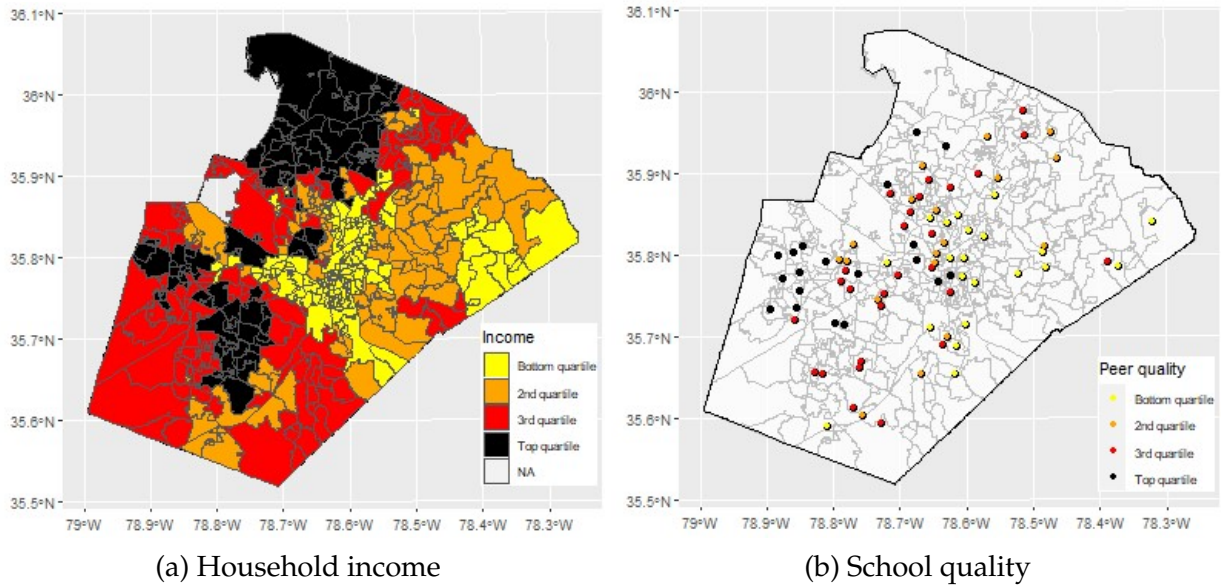 36.1°N
36°N
35.9°N
35.8°N
35.7°N
35.6°N
35.5°N
79°W 78.9°W 78.8°W 78.7°W 78.6°W 78.5°W 78.4°W 78.3°W
Income
Bottom quartile
2nd quartile
3rd quartile
Top quartile
NA
(a) Household income
36.1°N
36°N
35.9°N
35.8°N
35.7°N
35.6°N
35.5°N
79°W 78.9°W 78.8°W 78.7°W 78.6°W 78.5°W 78.4°W 78.3°W
Peer quality
Bottom quartile
2nd quartile
3rd quartile
Top quartile
(b) School quality